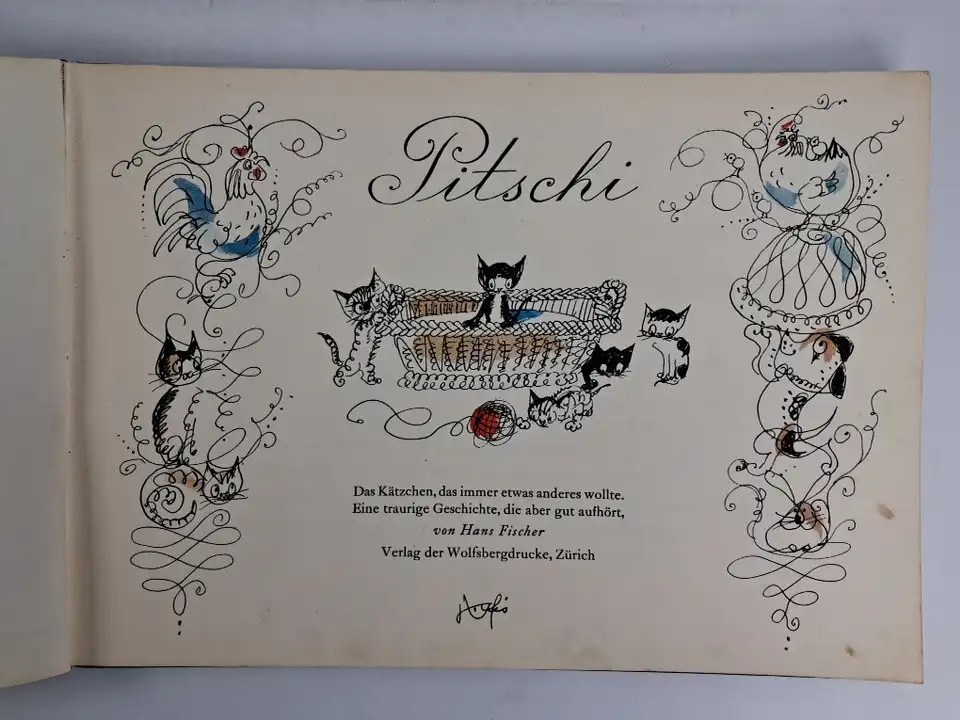 Pitschi
Das Kätzchen, das immer etwas anderes wollte.
Eine traurige Geschichte, die aber gut aufhört,
von Hans Fischer
Verlag der Wolfsbergdrucke, Zürich